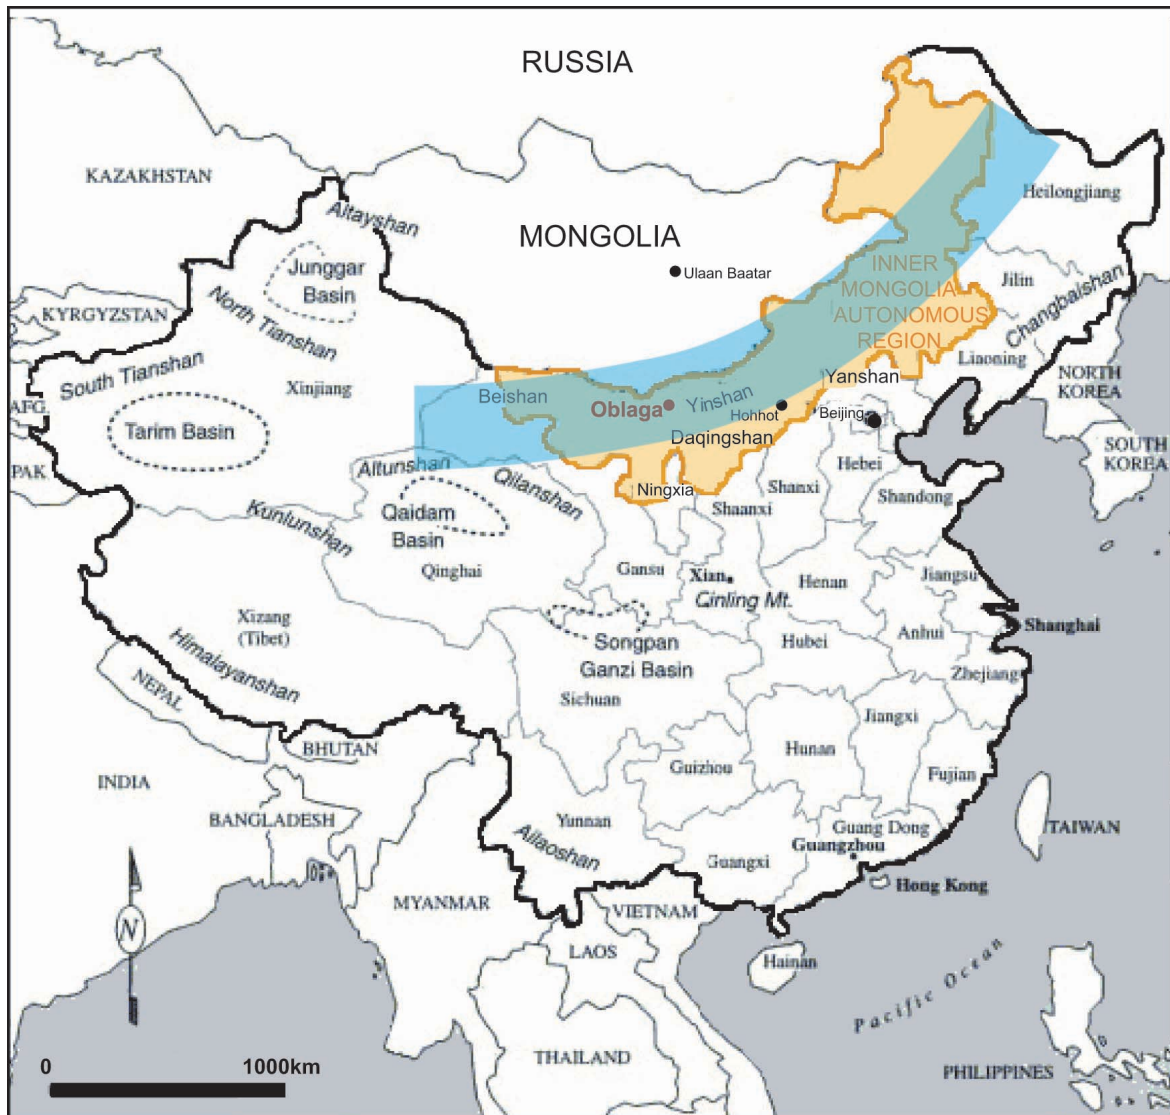 RUSSIA
KAZAKHSTAN
Altayshan
Heilongjiang
MONGOLIA
Junggar
Basin
Ulaan Baatar
INNER
MONGOLIA
AUTONOMOUS
REGION
Jilin
Changbaishan
KYRGYZSTAN
North Tianshan
South Tianshan
Xinjiang
Liaoning
NORTH
KOREA
AFG.
Beishan
Oblaga
Yinshan
Yanshan
Hohhot
Beijing
Tarim Basin
Daqingshan
SOUTH
KOREA
PAK
Altunshan
Qilanshan
Hebei
Ningxia
Shanxi
Shandong
Kunlunshan
Qaidam
Basin
Shaanxi
Qinghai
Gansu
Xian
Henan
Jiangsu
Qinling Mt.
Xizang
(Tibet)
Songpan
Ganzi Basin
Hubei
Anhui
Shanghai
Himalayanshan
NEPAL
Sichuan
Zhejiang
Jiangxi
BHUTAN
Hunan
INDIA
Guizhou
Fujian
BANGLADESH
Yunnan
Ailaoshan
Guang Dong
Guangzhou
TAIWAN
Guangxi
Hong Kong
MYANMAR
VIETNAM
N
LAOS
Hainan
Pacific Ocean
0
1000km
THAILAND
PHILIPPINES